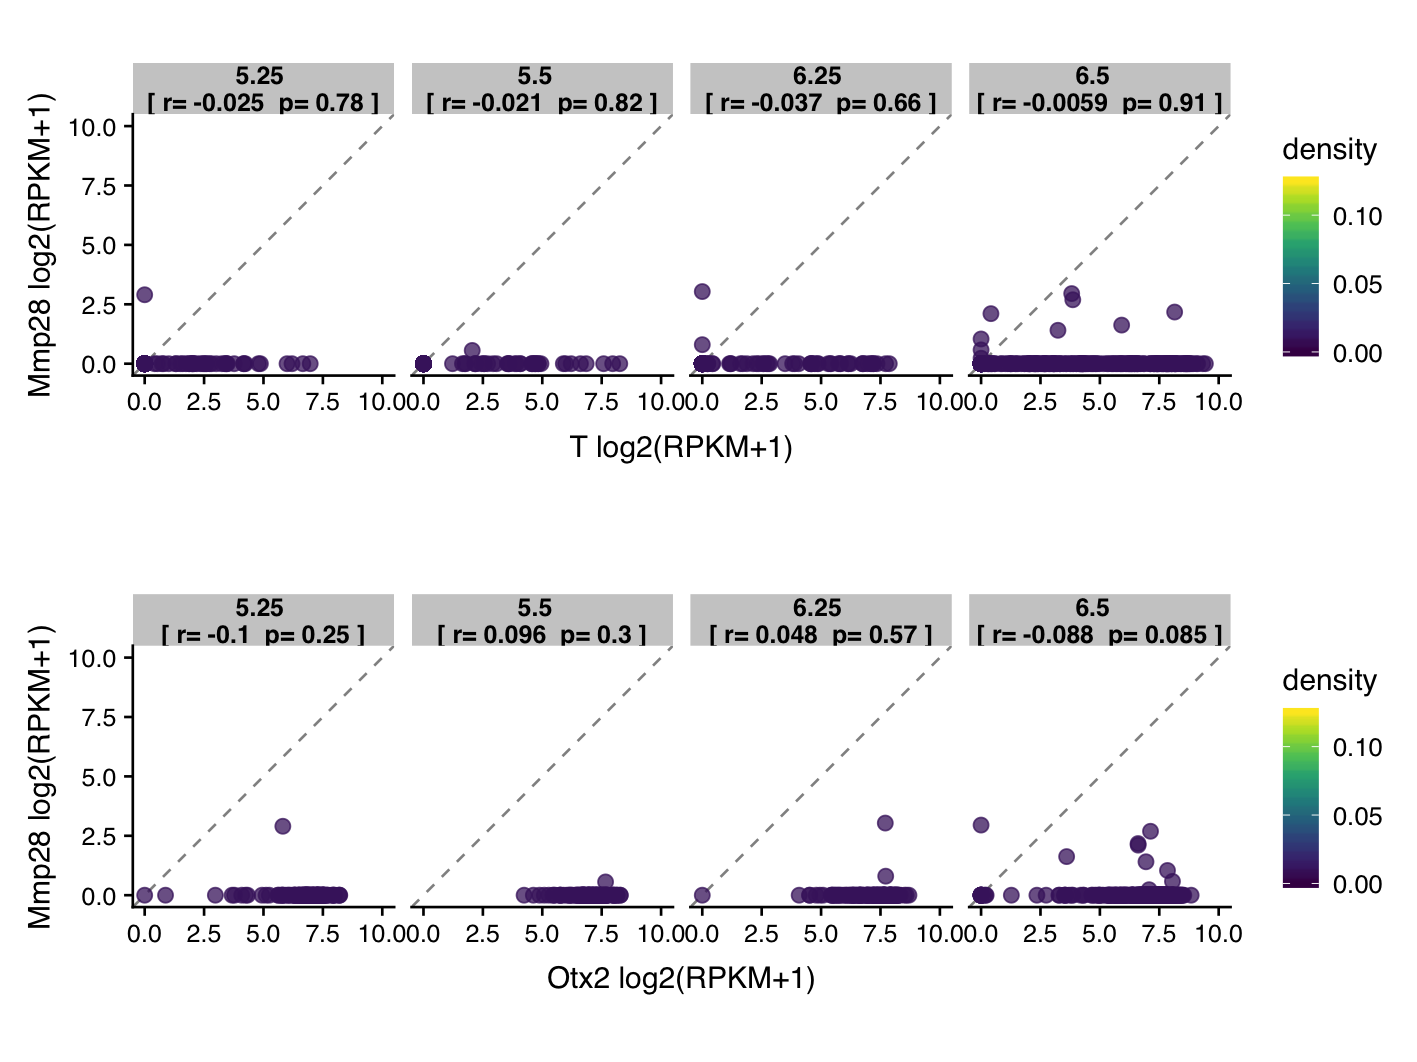 5.25 5.5 6.25 6.5
[ r= -0.025 p= 0.78 ] [ r= -0.021 p= 0.82 ] [ r= -0.037 p= 0.66 ] [ r= -0.0059 p= 0.91 ]
Mmp28 log2(RPKM+1)
10.0
7.5
5.0
2.5
0.0
0.0 2.5 5.0 7.5 10.0 0.0 2.5 5.0 7.5 10.0 0.0 2.5 5.0 7.5 10.0 0.0 2.5 5.0 7.5 10.0
T log2(RPKM+1)
density
0.10
0.05
0.00
5.25 5.5 6.25 6.5
[ r= -0.1 p= 0.25 ] [ r= 0.096 p= 0.3 ] [ r= 0.048 p= 0.57 ] [ r= -0.088 p= 0.085 ]
Mmp28 log2(RPKM+1)
10.0
7.5
5.0
2.5
0.0
0.0 2.5 5.0 7.5 10.0 0.0 2.5 5.0 7.5 10.0 0.0 2.5 5.0 7.5 10.0 0.0 2.5 5.0 7.5 10.0
Otx2 log2(RPKM+1)
density
0.10
0.05
0.00